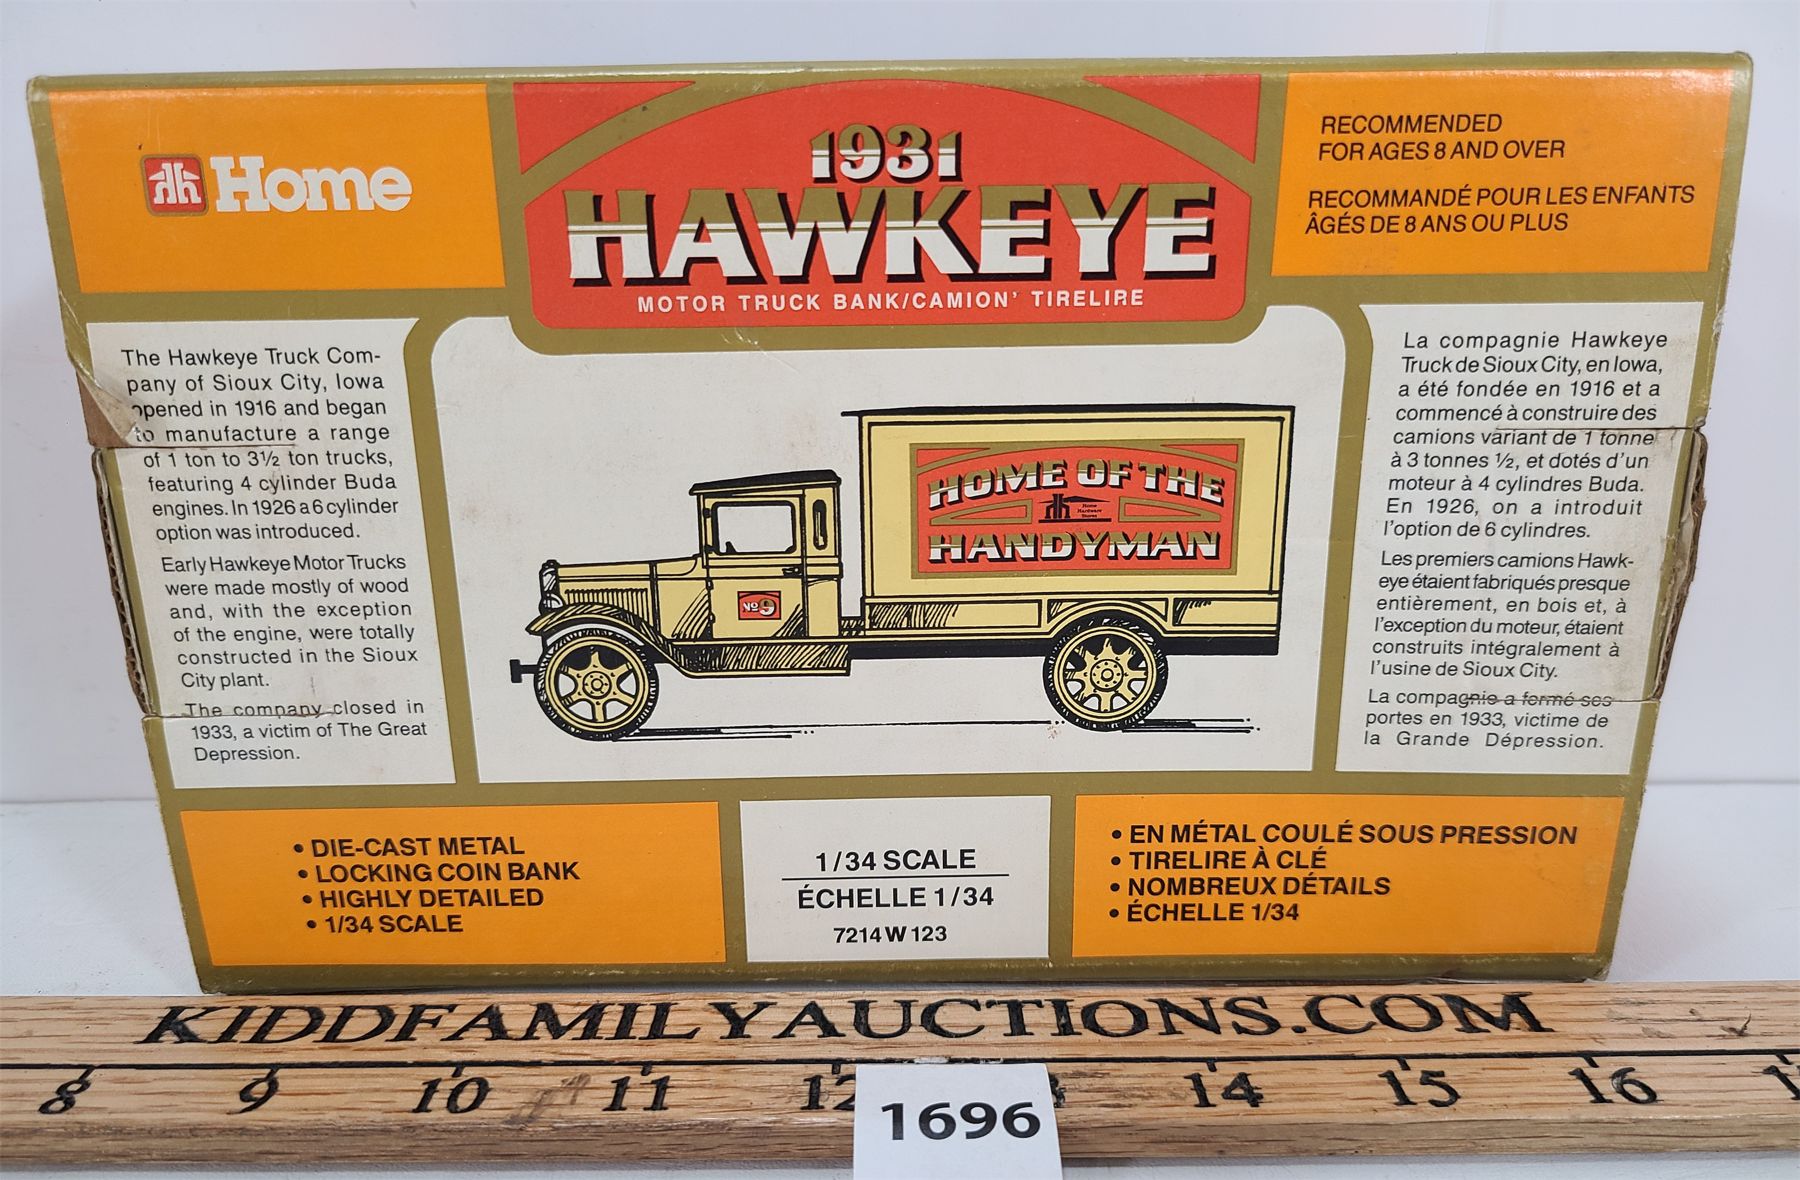 Home
1931
HAWKEYE
MOTOR TRUCK BANK/CAMION' TIRELIRE
RECOMMENDED
FOR AGES 8 AND OVER
RECOMMANDÉ POUR LES ENFANTS
ÂGÉS DE 8 ANS OU PLUS
The Hawkeye Truck Com-
pany of Sioux City, Iowa
opened in 1916 and began
to manufacture a range
of 1 ton to 3½ ton trucks,
featuring 4 cylinder Buda
engines. In 1926 a 6 cylinder
option was introduced.
Early Hawkeye Motor Trucks
were made mostly of wood
and, with the exception
of the engine, were totally
constructed in the Sioux
City plant.
The company closed in
1933, a victim of The Great
Depression.
HOME OF THE
Home
Hardware
Stores
HANDYMAN
No 9
La compagnie Hawkeye
Truck de Sioux City, en Iowa,
a été fondée en 1916 et a
commencé à construire des
camions variant de 1 tonne
à 3 tonnes ½, et dotés d'un
moteur à 4 cylindres Buda.
En 1926, on a introduit
l'option de 6 cylindres.
Les premiers camions Hawk-
eye étaient fabriqués presque
entièrement, en bois et, à
l'exception du moteur, étaient
construits intégralement à
l'usine de Sioux City.
La compagnie a fermé ses
portes en 1933, victime de
la Grande Dépression.
• DIE-CAST METAL
• LOCKING COIN BANK
• HIGHLY DETAILED
• 1/34 SCALE
1/34 SCALE
ÉCHELLE 1/34
7214W123
• EN MÉTAL COULÉ SOUS PRESSION
• TIRELIRE À CLÉ
• NOMBREUX DÉTAILS
• ÉCHELLE 1/34
KIDDFAMILYAUCTIONS.COM
8 9 10 11 12 14 15 16
1696